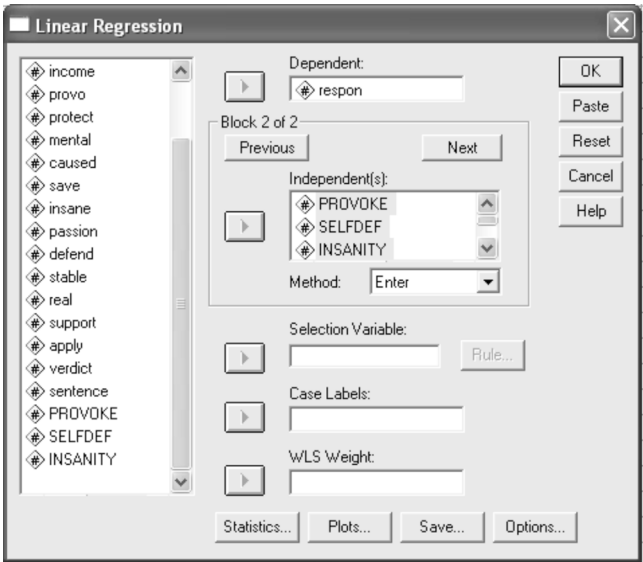 Linear Regression
income
provo
protect
mental
caused
save
insane
passion
defend
stable
real
support
apply
verdict
sentence
PROVOKE
SELFDEF
INSANITY
Dependent:
respon
Block 2 of 2
Previous Next
Independent(s):
PROVOKE
SELFDEF
INSANITY
Method: Enter
Selection Variable:
Rule...
Case Labels:
WLS Weight:
Statistics... Plots... Save... Options...
OK
Paste
Reset
Cancel
Help